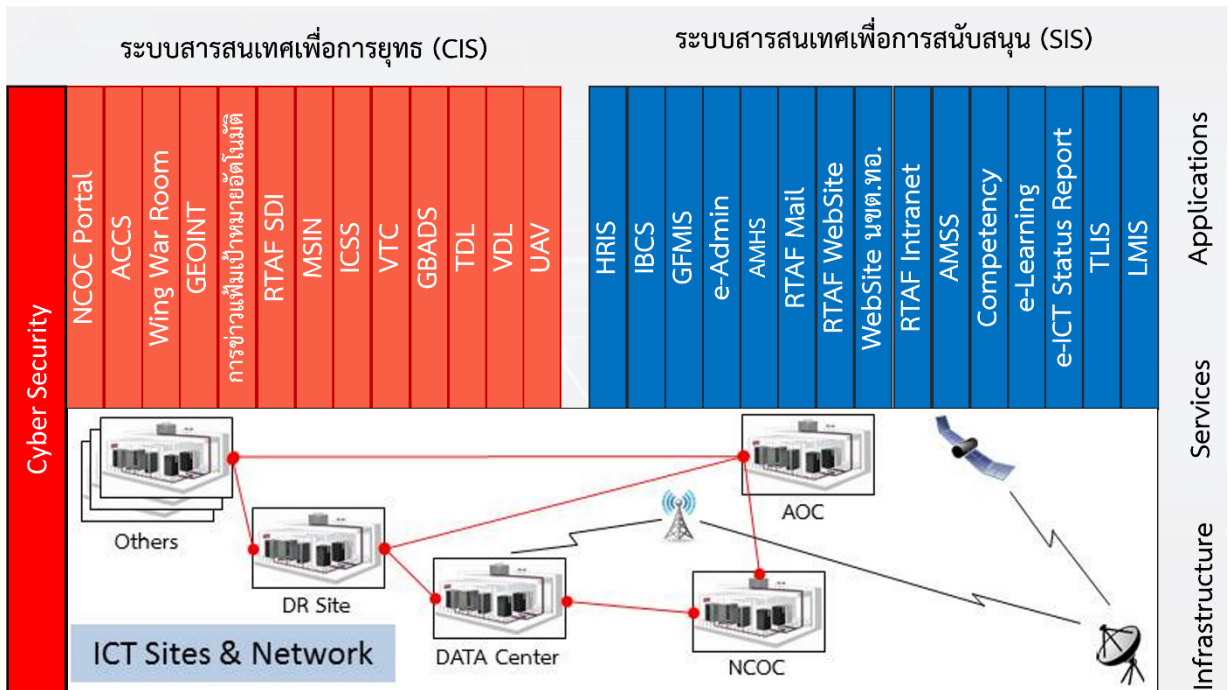 ระบบสารสนเทศเพื่อการยุทธ (CIS)
ระบบสารสนเทศเพื่อการสนับสนุน (SIS)
Cyber Security
NCOC Portal
ACCS
Wing War Room
GEOINT
การข่าวแฟ้มเป้าหมายอัตโนมัติ
RTAF SDI
MSIN
ICSS
VTC
GBADS
TDL
VDL
UAV
HRIS
IBCS
GFMIS
e-Admin
AMHS
RTAF Mail
RTAF WebSite
WebSite นขต.ทอ.
RTAF Intranet
AMSS
Competency
e-Learning
e-ICT Status Report
TLIS
LMIS
Applications
Services
Infrastructure
Others
DR Site
DATA Center
AOC
NCOC
ICT Sites & Network